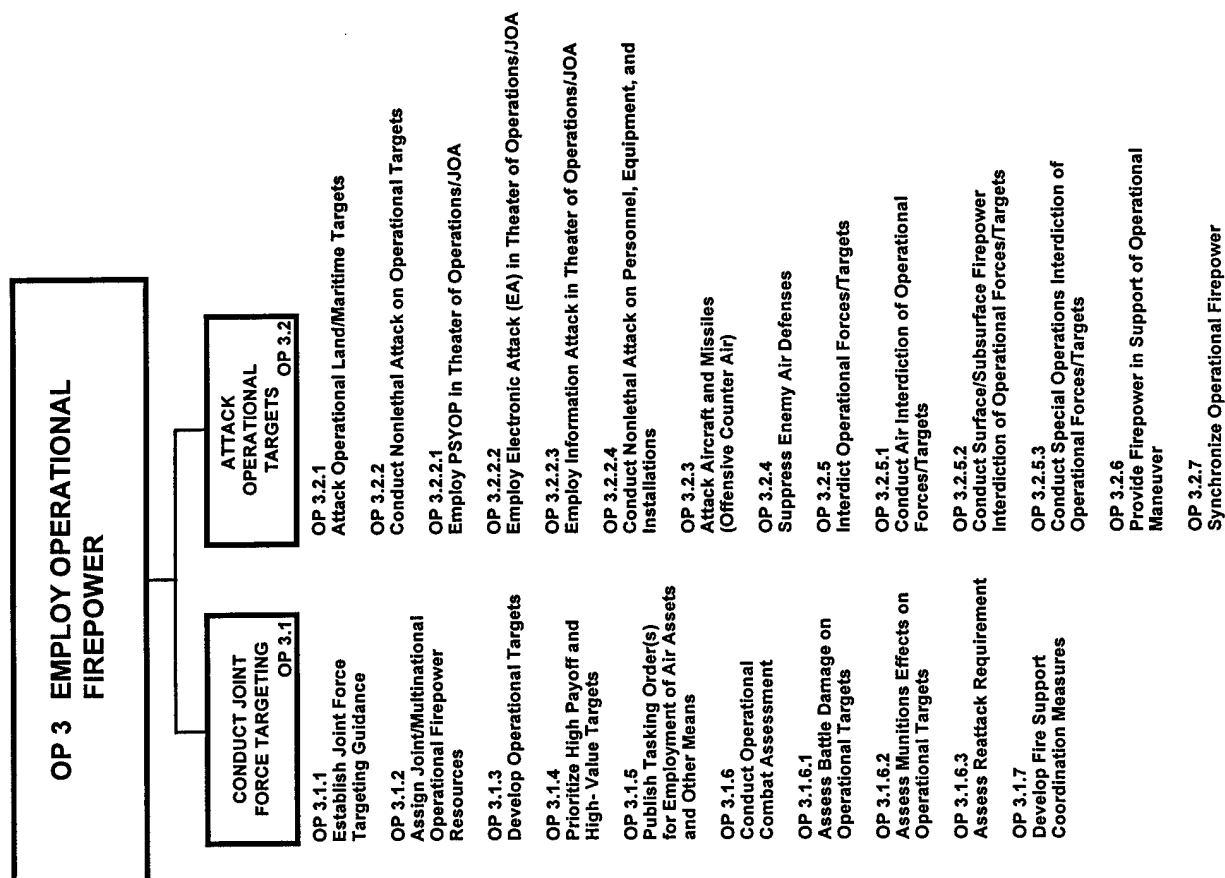 OP 3 EMPLOY OPERATIONAL
FIREPOWER
CONDUCT JOINT
FORCE TARGETING
OP 3.1
OP 3.1.1
Establish Joint Force
Targeting Guidance
OP 3.1.2
Assign Joint/Multinational
Operational Firepower
Resources
OP 3.1.3
Develop Operational Targets
OP 3.1.4
Prioritize High Payoff and
High- Value Targets
OP 3.1.5
Publish Tasking Order(s)
for Employment of Air Assets
and Other Means
OP 3.1.6
Conduct Operational
Combat Assessment
OP 3.1.6.1
Assess Battle Damage on
Operational Targets
OP 3.1.6.2
Assess Munitions Effects on
Operational Targets
OP 3.1.6.3
Assess Reattack Requirement
OP 3.1.7
Develop Fire Support
Coordination Measures
ATTACK
OPERATIONAL
TARGETS
OP 3.2
OP 3.2.1
Attack Operational Land/Maritime Targets
OP 3.2.2
Conduct Nonlethal Attack on Operational Targets
OP 3.2.2.1
Employ PSYOP in Theater of Operations/JOA
OP 3.2.2.2
Employ Electronic Attack (EA) in Theater of Operations/JOA
OP 3.2.2.3
Employ Information Attack in Theater of Operations/JOA
OP 3.2.2.4
Conduct Nonlethal Attack on Personnel, Equipment, and
Installations
OP 3.2.3
Attack Aircraft and Missiles
(Offensive Counter Air)
OP 3.2.4
Suppress Enemy Air Defenses
OP 3.2.5
Interdict Operational Forces/Targets
OP 3.2.5.1
Conduct Air Interdiction of Operational
Forces/Targets
OP 3.2.5.2
Conduct Surface/Subsurface Firepower
Interdiction of Operational Forces/Targets
OP 3.2.5.3
Conduct Special Operations Interdiction of
Operational Forces/Targets
OP 3.2.6
Provide Firepower in Support of Operational
Maneuver
OP 3.2.7
Synchronize Operational Firepower